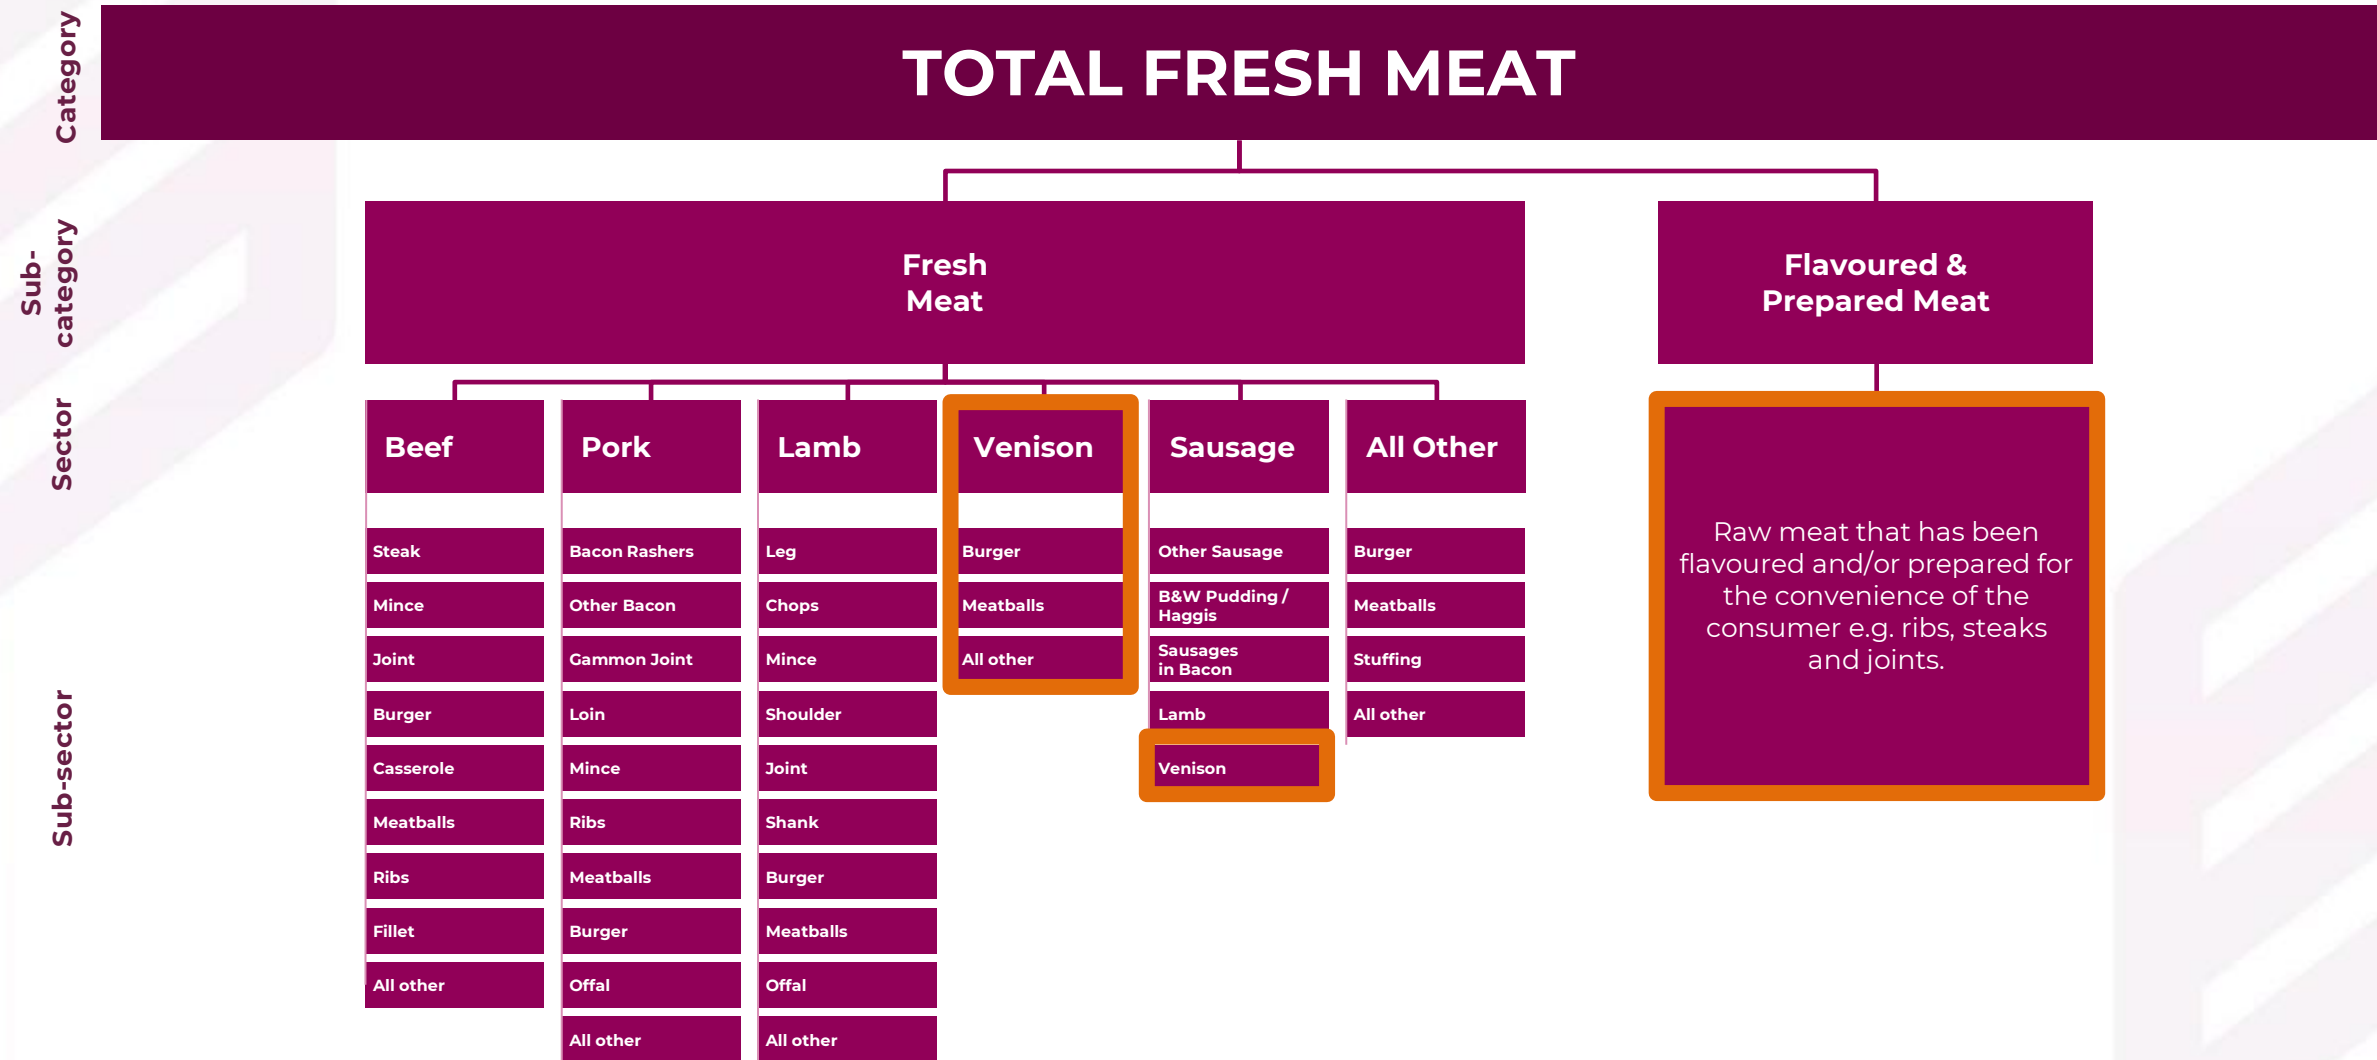 Category
TOTAL FRESH MEAT
Sub-
category
Fresh
Meat
Flavoured &
Prepared Meat
Sector
Beef
Pork
Lamb
Venison
Sausage
All Other
Sub-sector
Steak
Mince
Joint
Burger
Casserole
Meatballs
Ribs
Fillet
All other
Bacon Rashers
Other Bacon
Gammon Joint
Loin
Mince
Ribs
Meatballs
Burger
Offal
All other
Leg
Chops
Mince
Shoulder
Joint
Shank
Burger
Meatballs
Offal
All other
Burger
Meatballs
All other
Other Sausage
B&W Pudding /
Haggis
Sausages
in Bacon
Lamb
Venison
Burger
Meatballs
Stuffing
All other
Raw meat that has been
flavoured and/or prepared for
the convenience of the
consumer e.g. ribs, steaks
and joints.